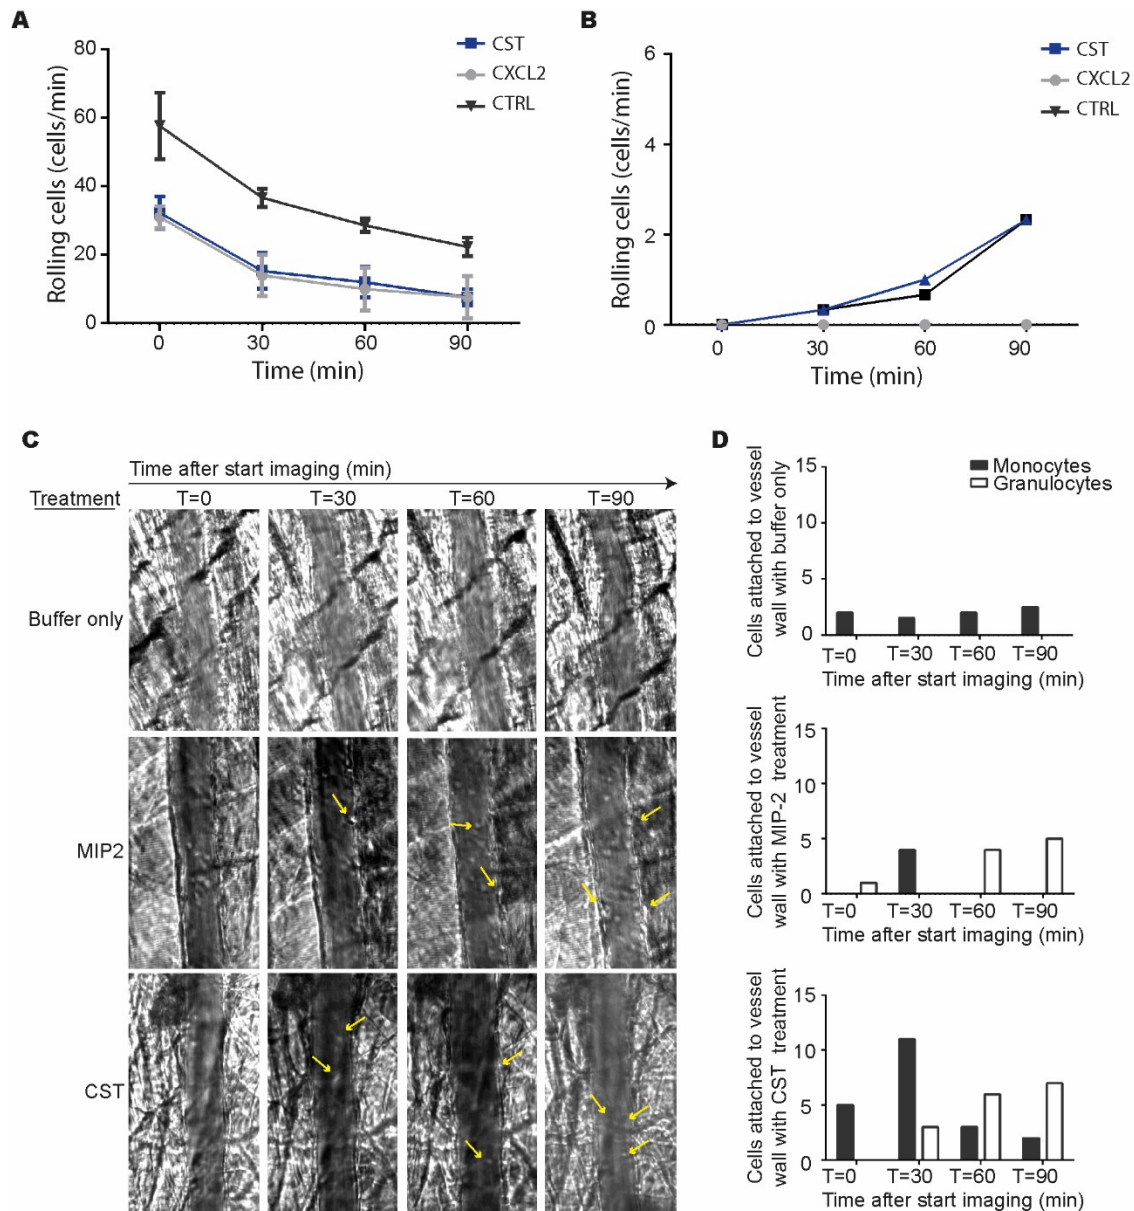 A
80
60
40
20
0
Rolling cells (cells/min)
0 30 60 90
Time (min)
CST
CXCL2
CTRL
B
6
4
2
0
Rolling cells (cells/min)
0 30 60 90
Time (min)
CST
CXCL2
CTRL
C
Time after start imaging (min)
Treatment T=0 T=30 T=60 T=90
Buffer only
MIP2
CST
D
Monocytes
Granulocytes
Cells attached to vessel
wall with buffer only
15
10
5
0
T=0 T=30 T=60 T=90
Time after start imaging (min)
Cells attached to vessel
wall with MIP-2 treatment
15
10
5
0
T=0 T=30 T=60 T=90
Time after start imaging (min)
Cells attached to vessel
wall with CST treatment
15
10
5
0
T=0 T=30 T=60 T=90
Time after start imaging (min)